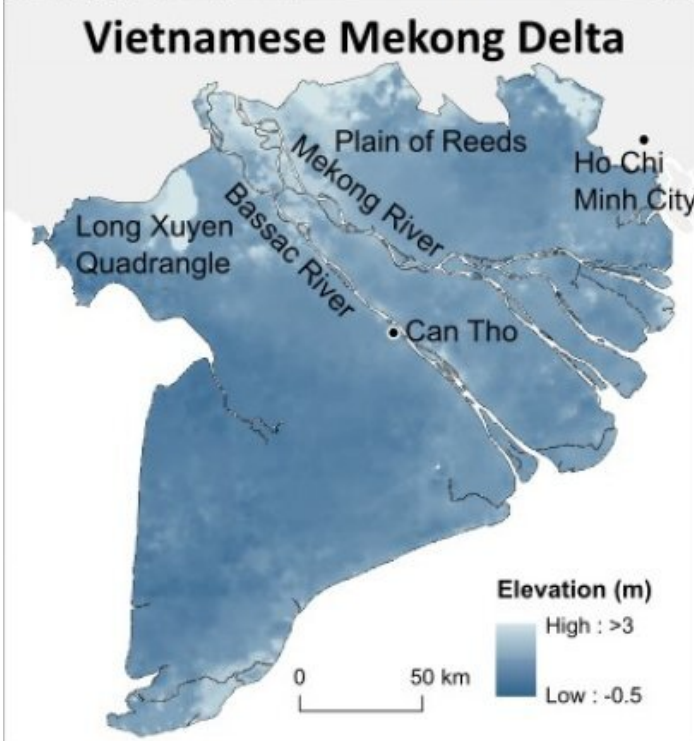 Vietnamese Mekong Delta
Plain of Reeds
Mekong River
Ho Chi
Minh City
Bassac River
Long Xuyen
Quadrangle
Can Tho
Elevation (m)
High : >3
Low : -0.5
0 50 km